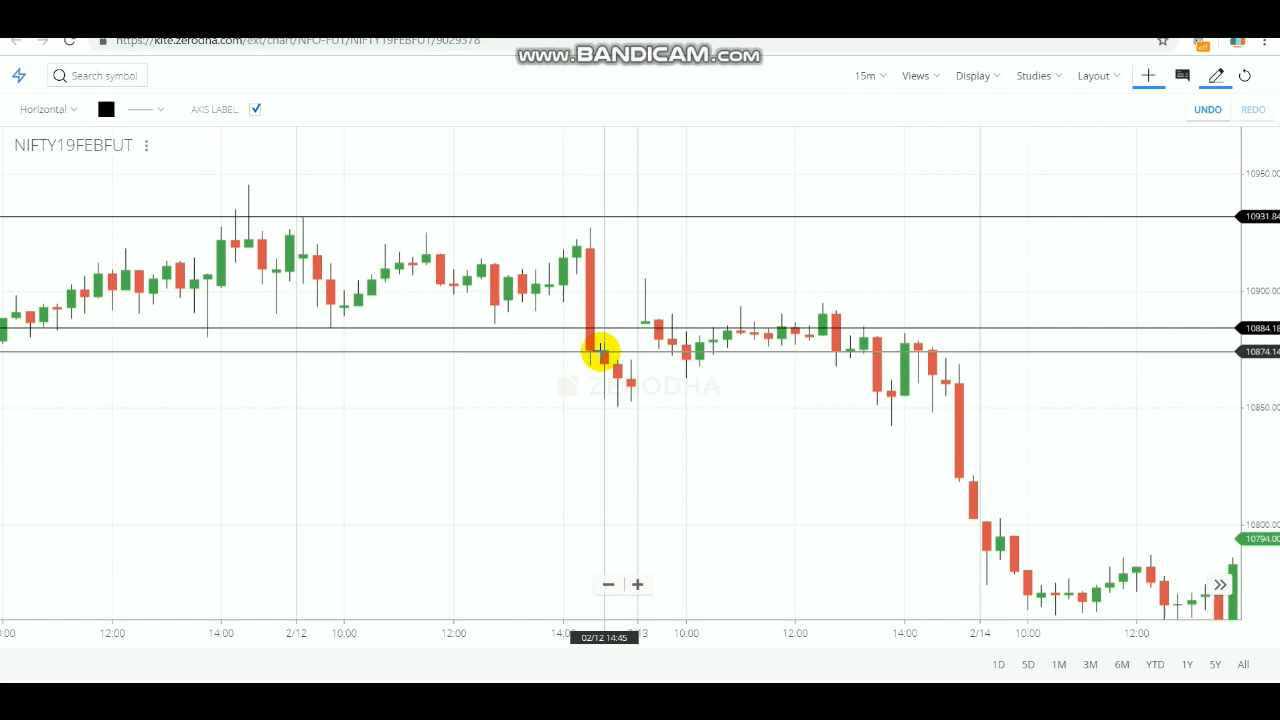 https://kite.zerodha.com/ext/chart/NFO-FUT/NIFTY19FEBFUT/9029378
www.BANDICAM.com
off
Search symbol
15m Views Display Studies Layout
Horizontal AXIS LABEL: UNDO REDO
NIFTY19FEBFUT
10950.00
10931.84
10900.00
10884.18
10874.14
ZERODHA
10850.00
10800.00
10794.00
12:00 14:00 2/12 10:00 12:00 10:00 12:00 14:00 2/14 10:00 12:00
02/12 14:45
1D 5D 1M 3M 6M YTD 1Y 5Y All